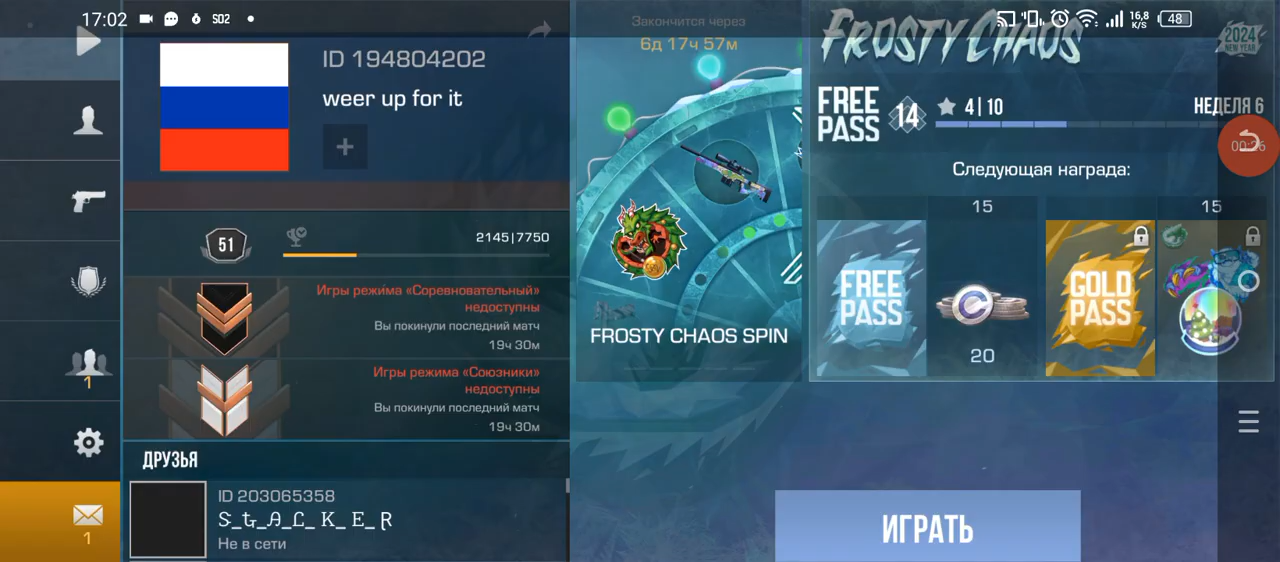 17:02
SO2
16,8
K/S
48
ID 194804202
weer up for it
+
51
2145|7750
Игры режима «Соревновательный»
недоступны
Вы покинули последний матч
19ч 30м
Игры режима «Союзники»
недоступны
Вы покинули последний матч
19ч 30м
1
1
ДРУЗЬЯ
ID 203065358
S_t_A_L_K_E_R
Не в сети
Закончится через
6д 17ч 57м
FROSTY CHAOS SPIN
FROSTY CHAOS
2024
NEW YEAR
FREE
PASS
14
4|10
НЕДЕЛЯ 6
00:26
Следующая награда:
15
15
FREE
PASS
20
GOLD
PASS
ИГРАТЬ